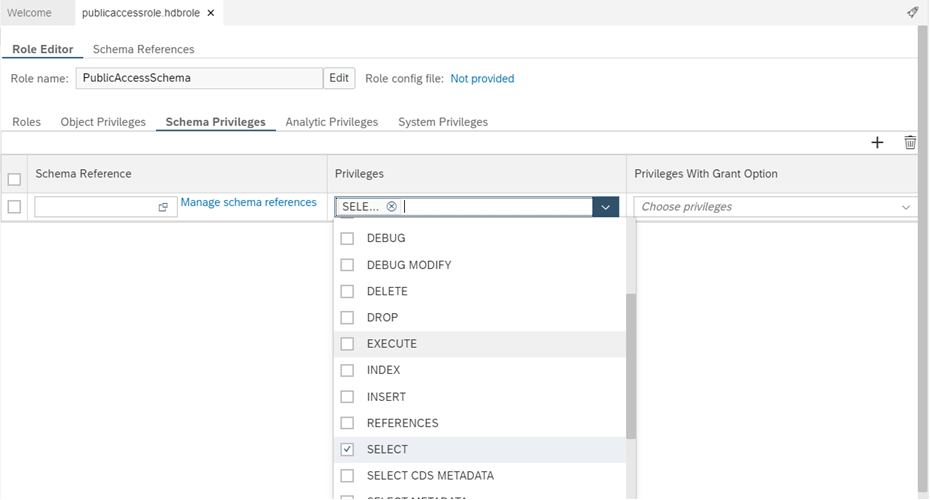 Welcome publicaccessrole.hdbrole ×
Role Editor Schema References
Role name: PublicAccessSchema Edit Role config file: Not provided
Roles Object Privileges Schema Privileges Analytic Privileges System Privileges
Schema Reference Privileges Privileges With Grant Option
Manage schema references SELE... Choose privileges
DEBUG
DEBUG MODIFY
DELETE
DROP
EXECUTE
INDEX
INSERT
REFERENCES
SELECT
SELECT CDS METADATA
SELECT METADATA